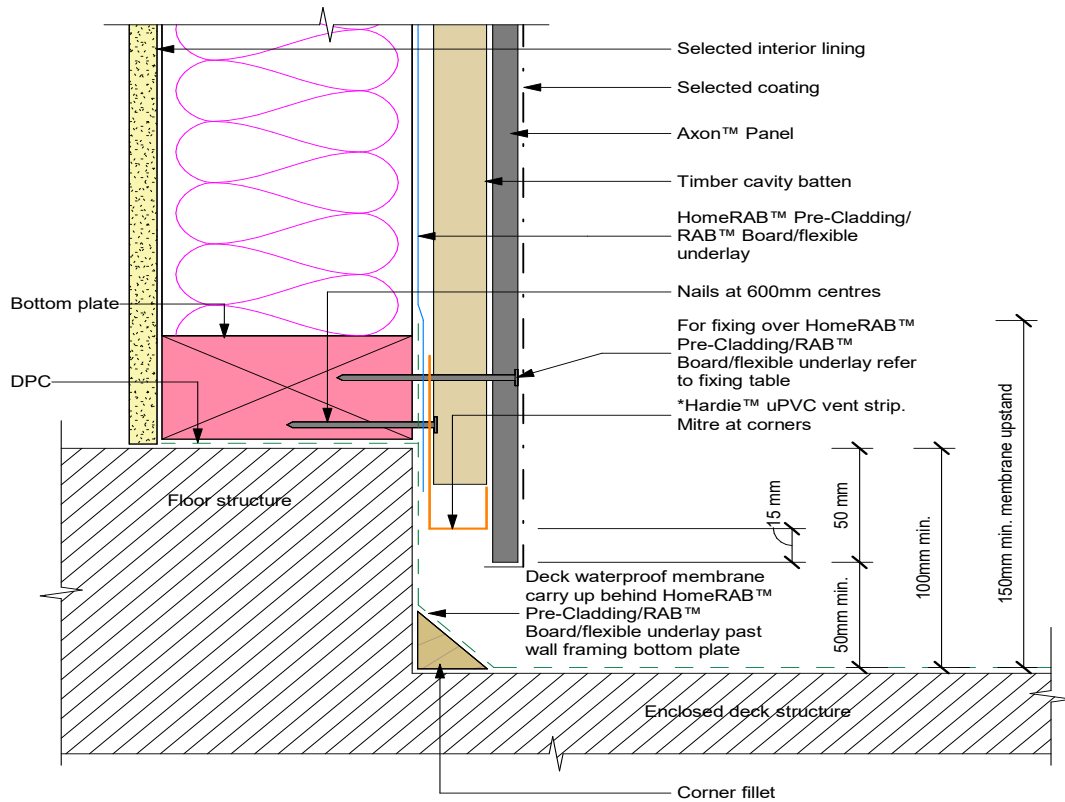 Selected interior lining
Selected coating
Axon™ Panel
Timber cavity batten
HomeRAB™ Pre-Cladding/
RAB™ Board/flexible
underlay
Bottom plate
Nails at 600mm centres
For fixing over HomeRAB™
Pre-Cladding/RAB™
Board/flexible underlay refer
to fixing table
DPC
*Hardie™ uPVC vent strip.
Mitre at corners
Floor structure
15 mm
50 mm
50mm min.
100mm min.
150mm min. membrane upstand
Deck waterproof membrane
carry up behind HomeRAB™
Pre-Cladding/RAB™
Board/flexible underlay past
wall framing bottom plate
Enclosed deck structure
Corner fillet